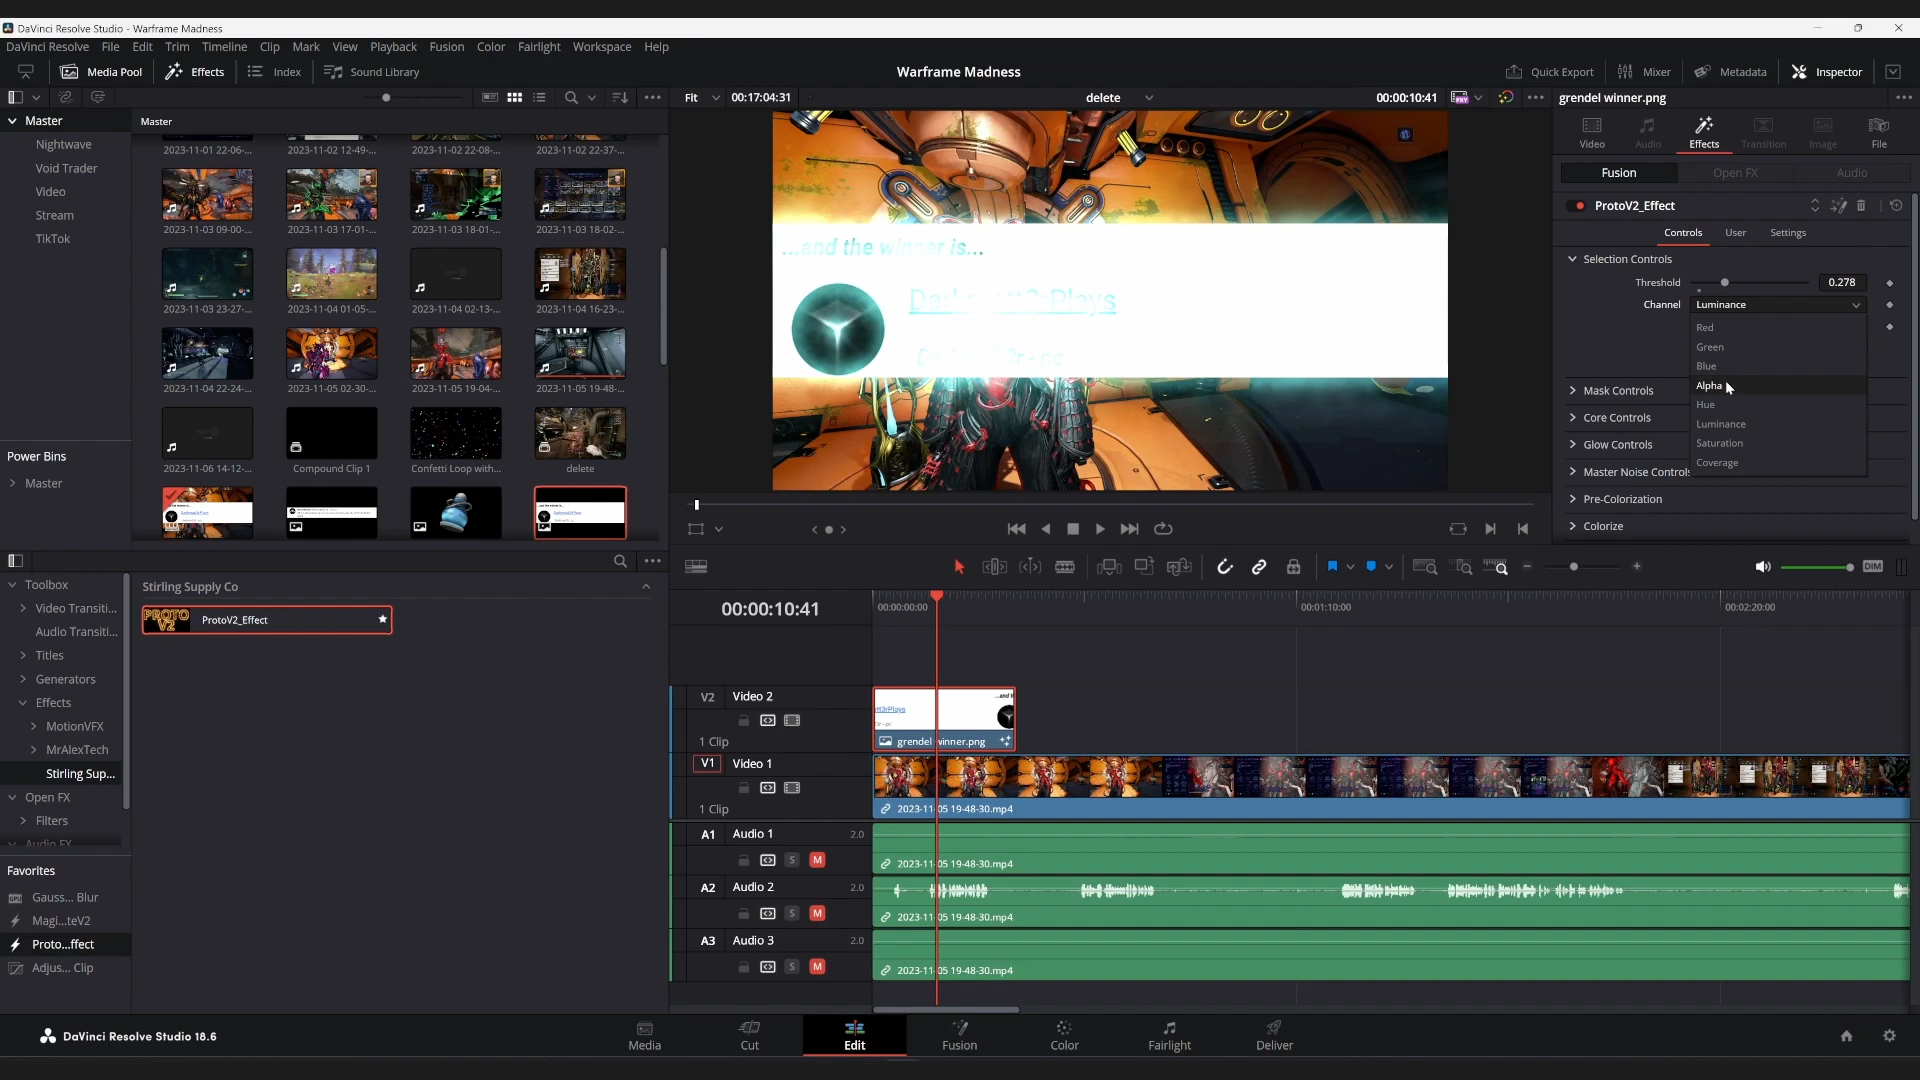 DaVinci Resolve Studio - Warframe Madness
DaVinci Resolve File Edit Trim Timeline Clip Mark View Playback Fusion Color Fairlight Workspace Help
Media Pool Effects Index Sound Library Warframe Madness Quick Export Mixer Metadata Inspector
Fit 00:17:04:31 delete 00:00:10:41 grendel winner.png
Master
Nightwave
Void Trader
Video
Stream
TikTok
Power Bins
Master
Master
2023-11-01 22-06-... 2023-11-02 12-49-... 2023-11-02 22-08-... 2023-11-02 22-37-...
2023-11-03 09-00-... 2023-11-03 17-01-... 2023-11-03 18-01-... 2023-11-03 18-02-...
2023-11-03 23-27-... 2023-11-04 01-05-... 2023-11-04 02-13-... 2023-11-04 16-23-...
2023-11-04 22-24-... 2023-11-05 02-30-... 2023-11-05 19-04-... 2023-11-05 19-48-...
2023-11-06 14-12-... Compound Clip 1 Confetti Loop with... delete
...and the winner is...
Video Audio Effects Transition Image File
Fusion Open FX Audio
ProtoV2_Effect
Controls User Settings
Selection Controls
Threshold 0.278
Channel Luminance
Red
Green
Blue
Alpha
Hue
Luminance
Saturation
Coverage
Mask Controls
Core Controls
Glow Controls
Master Noise Controls
Pre-Colorization
Colorize
Toolbox
Video Transiti...
Audio Transiti...
Titles
Generators
Effects
MotionVFX
MrAlexTech
Stirling Sup...
Open FX
Filters
Audio FX
Favorites
Gauss... Blur
Magi...teV2
Proto...ffect
Adjus... Clip
Stirling Supply Co
PROTO V2 ProtoV2_Effect
DIM
00:00:10:41 00:00:00:00 00:01:10:00 00:02:20:00
V2 Video 2
1 Clip
...and t
tt3rPlays
grendel winner.png
V1 Video 1
1 Clip
2023-11-05 19-48-30.mp4
A1 Audio 1 2.0
S M
2023-11-05 19-48-30.mp4
A2 Audio 2 2.0
S M
2023-11-05 19-48-30.mp4
A3 Audio 3 2.0
S M
2023-11-05 19-48-30.mp4
DaVinci Resolve Studio 18.6
Media Cut Edit Fusion Color Fairlight Deliver